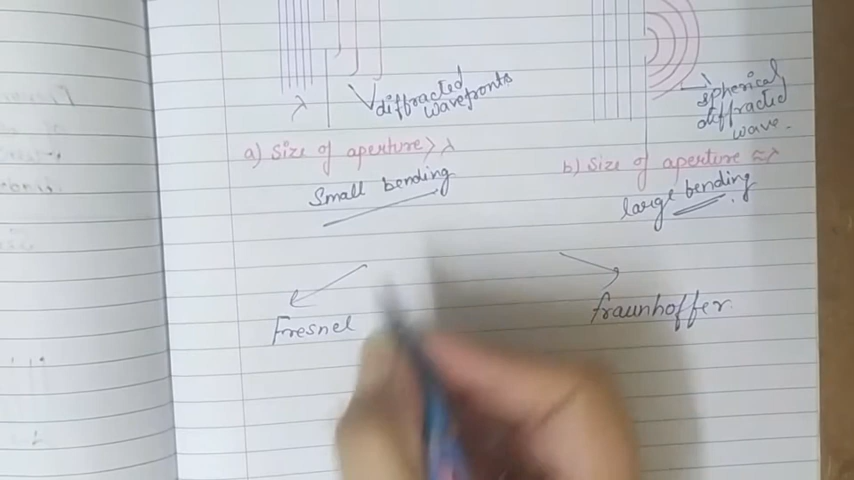 λ
diffracted
wavefronts
spherical
diffracted
wave.
a) Size of aperture > λ
Small bending
b) Size of aperture ≈ λ
large bending.
Fresnel
fraunhoffer.